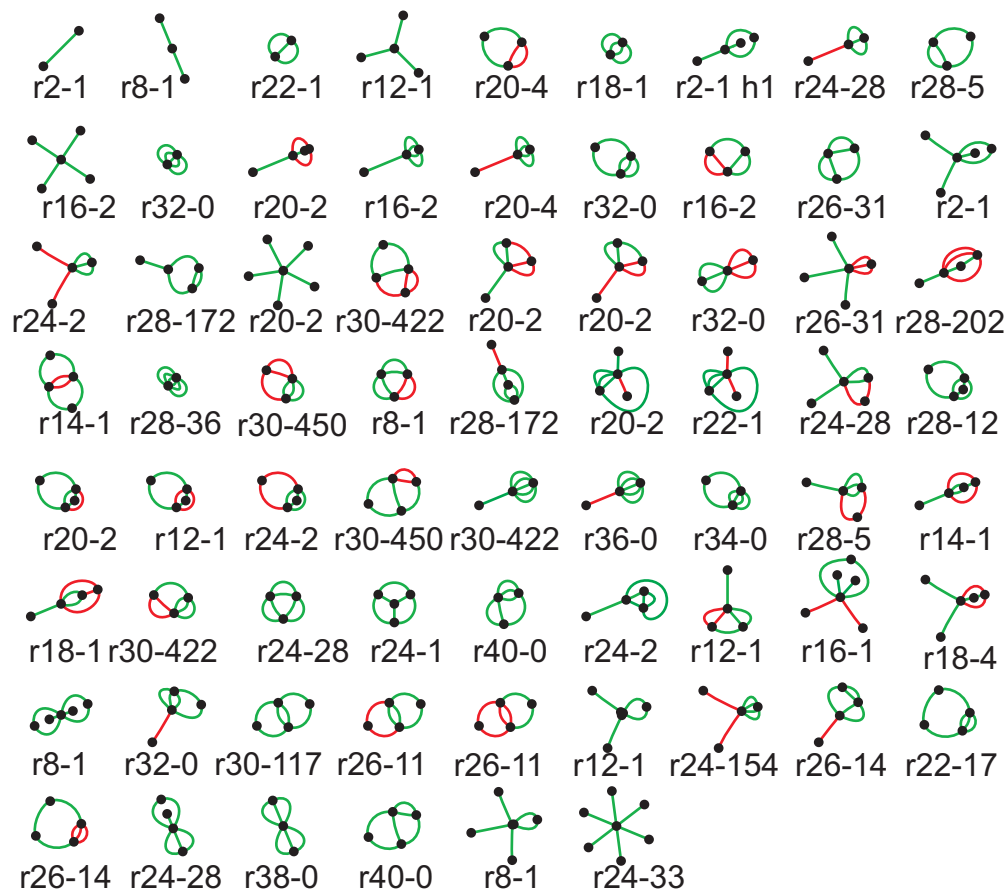 r2-1 r8-1 r22-1 r12-1 r20-4 r18-1 r2-1 h1 r24-28 r28-5
r16-2 r32-0 r20-2 r16-2 r20-4 r32-0 r16-2 r26-31 r2-1
r24-2 r28-172 r20-2 r30-422 r20-2 r20-2 r32-0 r26-31 r28-202
r14-1 r28-36 r30-450 r8-1 r28-172 r20-2 r22-1 r24-28 r28-12
r20-2 r12-1 r24-2 r30-450 r30-422 r36-0 r34-0 r28-5 r14-1
r18-1 r30-422 r24-28 r24-1 r40-0 r24-2 r12-1 r16-1 r18-4
r8-1 r32-0 r30-117 r26-11 r26-11 r12-1 r24-154 r26-14 r22-17
r26-14 r24-28 r38-0 r40-0 r8-1 r24-33